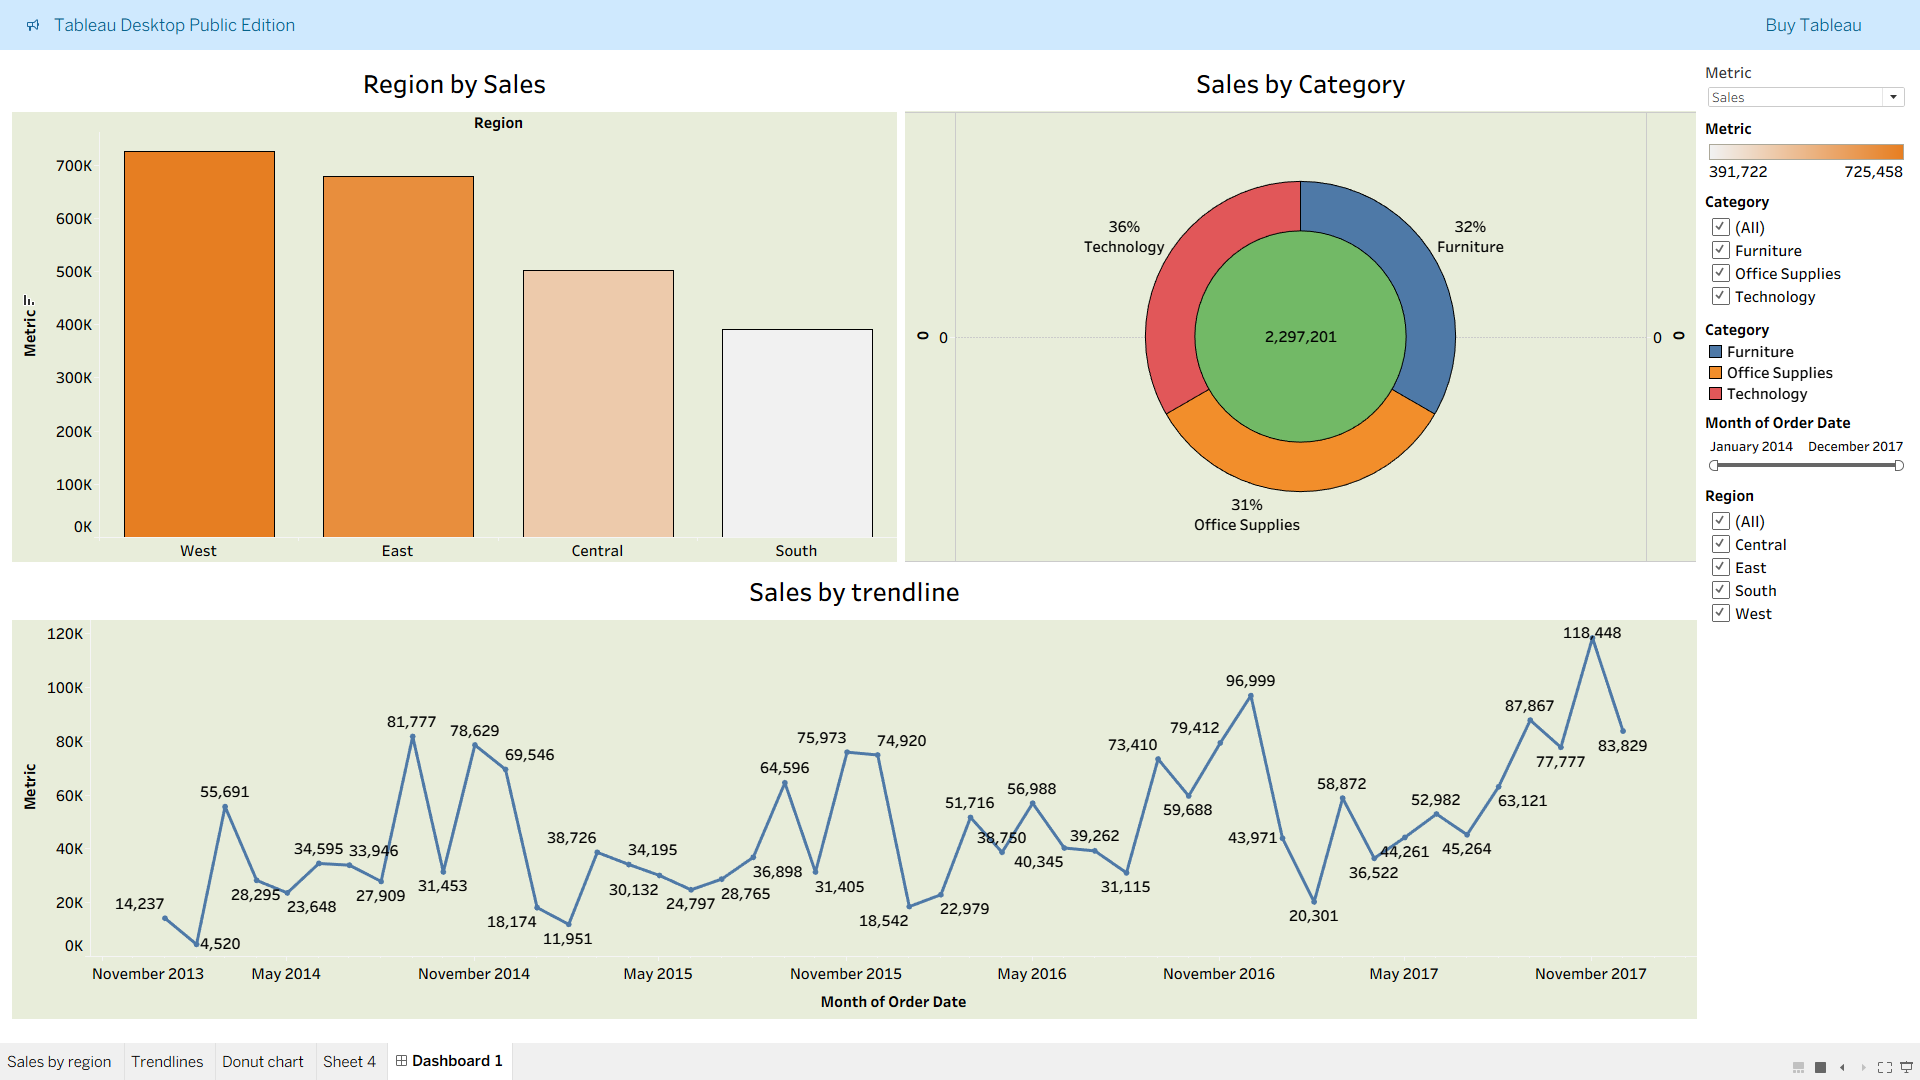 Tableau Desktop Public Edition
Buy Tableau
Region by Sales
Region
Metric
700K
600K
500K
400K
300K
200K
100K
0K
West East Central South
Sales by Category
36%
Technology
32%
Furniture
2,297,201
31%
Office Supplies
0 0
0 0
Sales by trendline
Metric
120K
100K
80K
60K
40K
20K
0K
14,237
4,520
55,691
28,295
23,648
34,595
33,946
27,909
81,777
31,453
78,629
69,546
18,174
11,951
38,726
34,195
30,132
24,797
28,765
36,898
64,596
31,405
75,973
74,920
18,542
22,979
51,716
38,750
56,988
40,345
39,262
31,115
73,410
59,688
79,412
96,999
43,971
20,301
58,872
36,522
44,261
52,982
45,264
63,121
87,867
77,777
118,448
83,829
November 2013 May 2014 November 2014 May 2015 November 2015 May 2016 November 2016 May 2017 November 2017
Month of Order Date
Metric
Sales
Metric
391,722 725,458
Category
(All)
Furniture
Office Supplies
Technology
Category
Furniture
Office Supplies
Technology
Month of Order Date
January 2014 December 2017
Region
(All)
Central
East
South
West
Sales by region Trendlines Donut chart Sheet 4 Dashboard 1